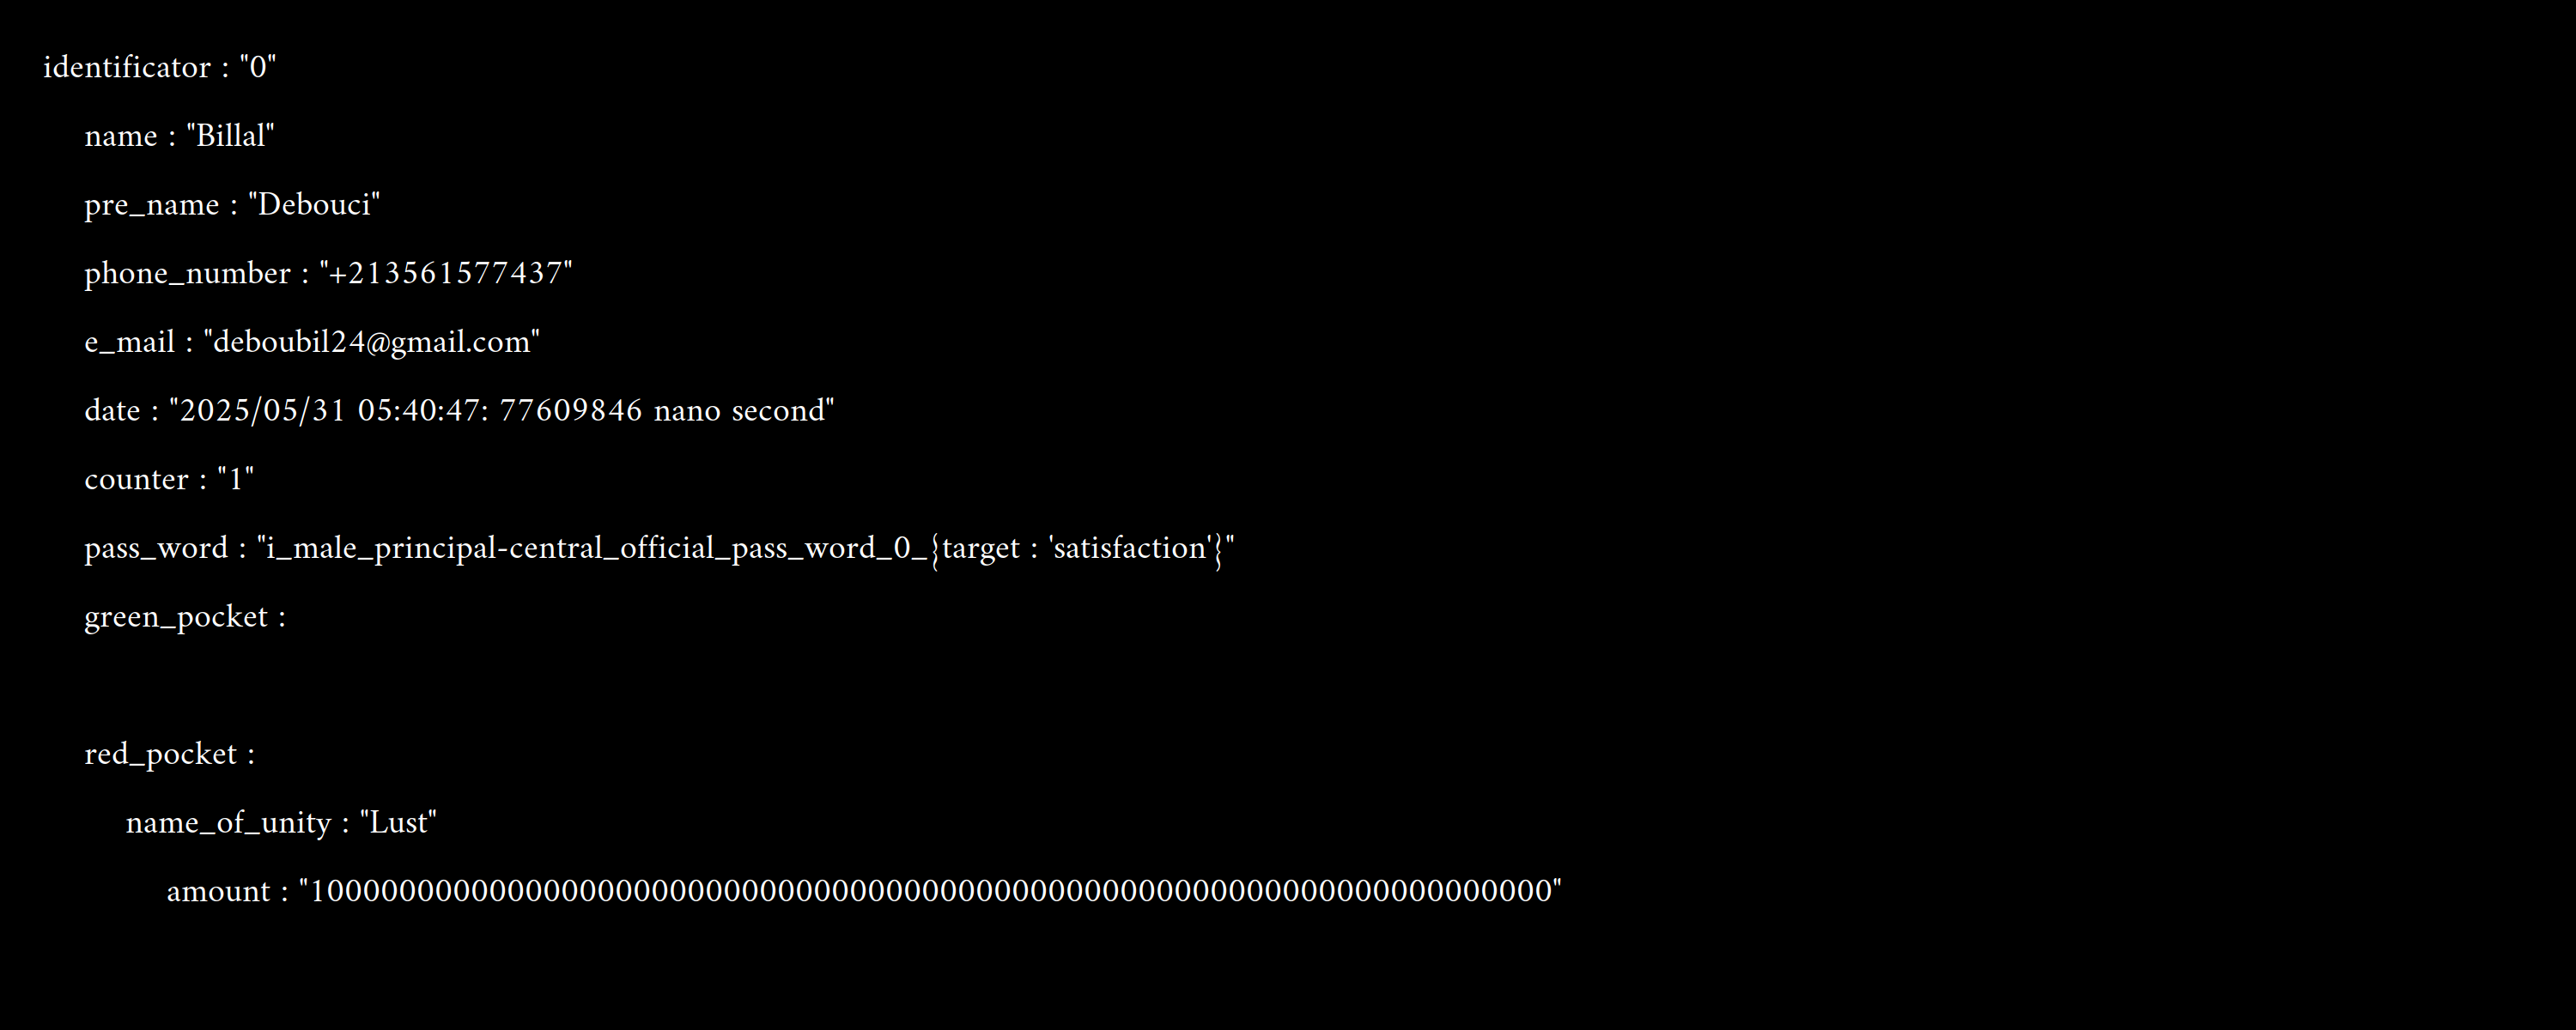 identificator : "0"
name : "Billal"
pre_name : "Debouci"
phone_number : "+213561577437"
e_mail : "deboubil24@gmail.com"
date : "2025/05/31 05:40:47: 77609846 nano second"
counter : "1"
pass_word : "i_male_principal-central_official_pass_word_0_{target : 'satisfaction'}"
green_pocket :
red_pocket :
name_of_unity : "Lust"
amount : "100000000000000000000000000000000000000000000000000000000000000000000"